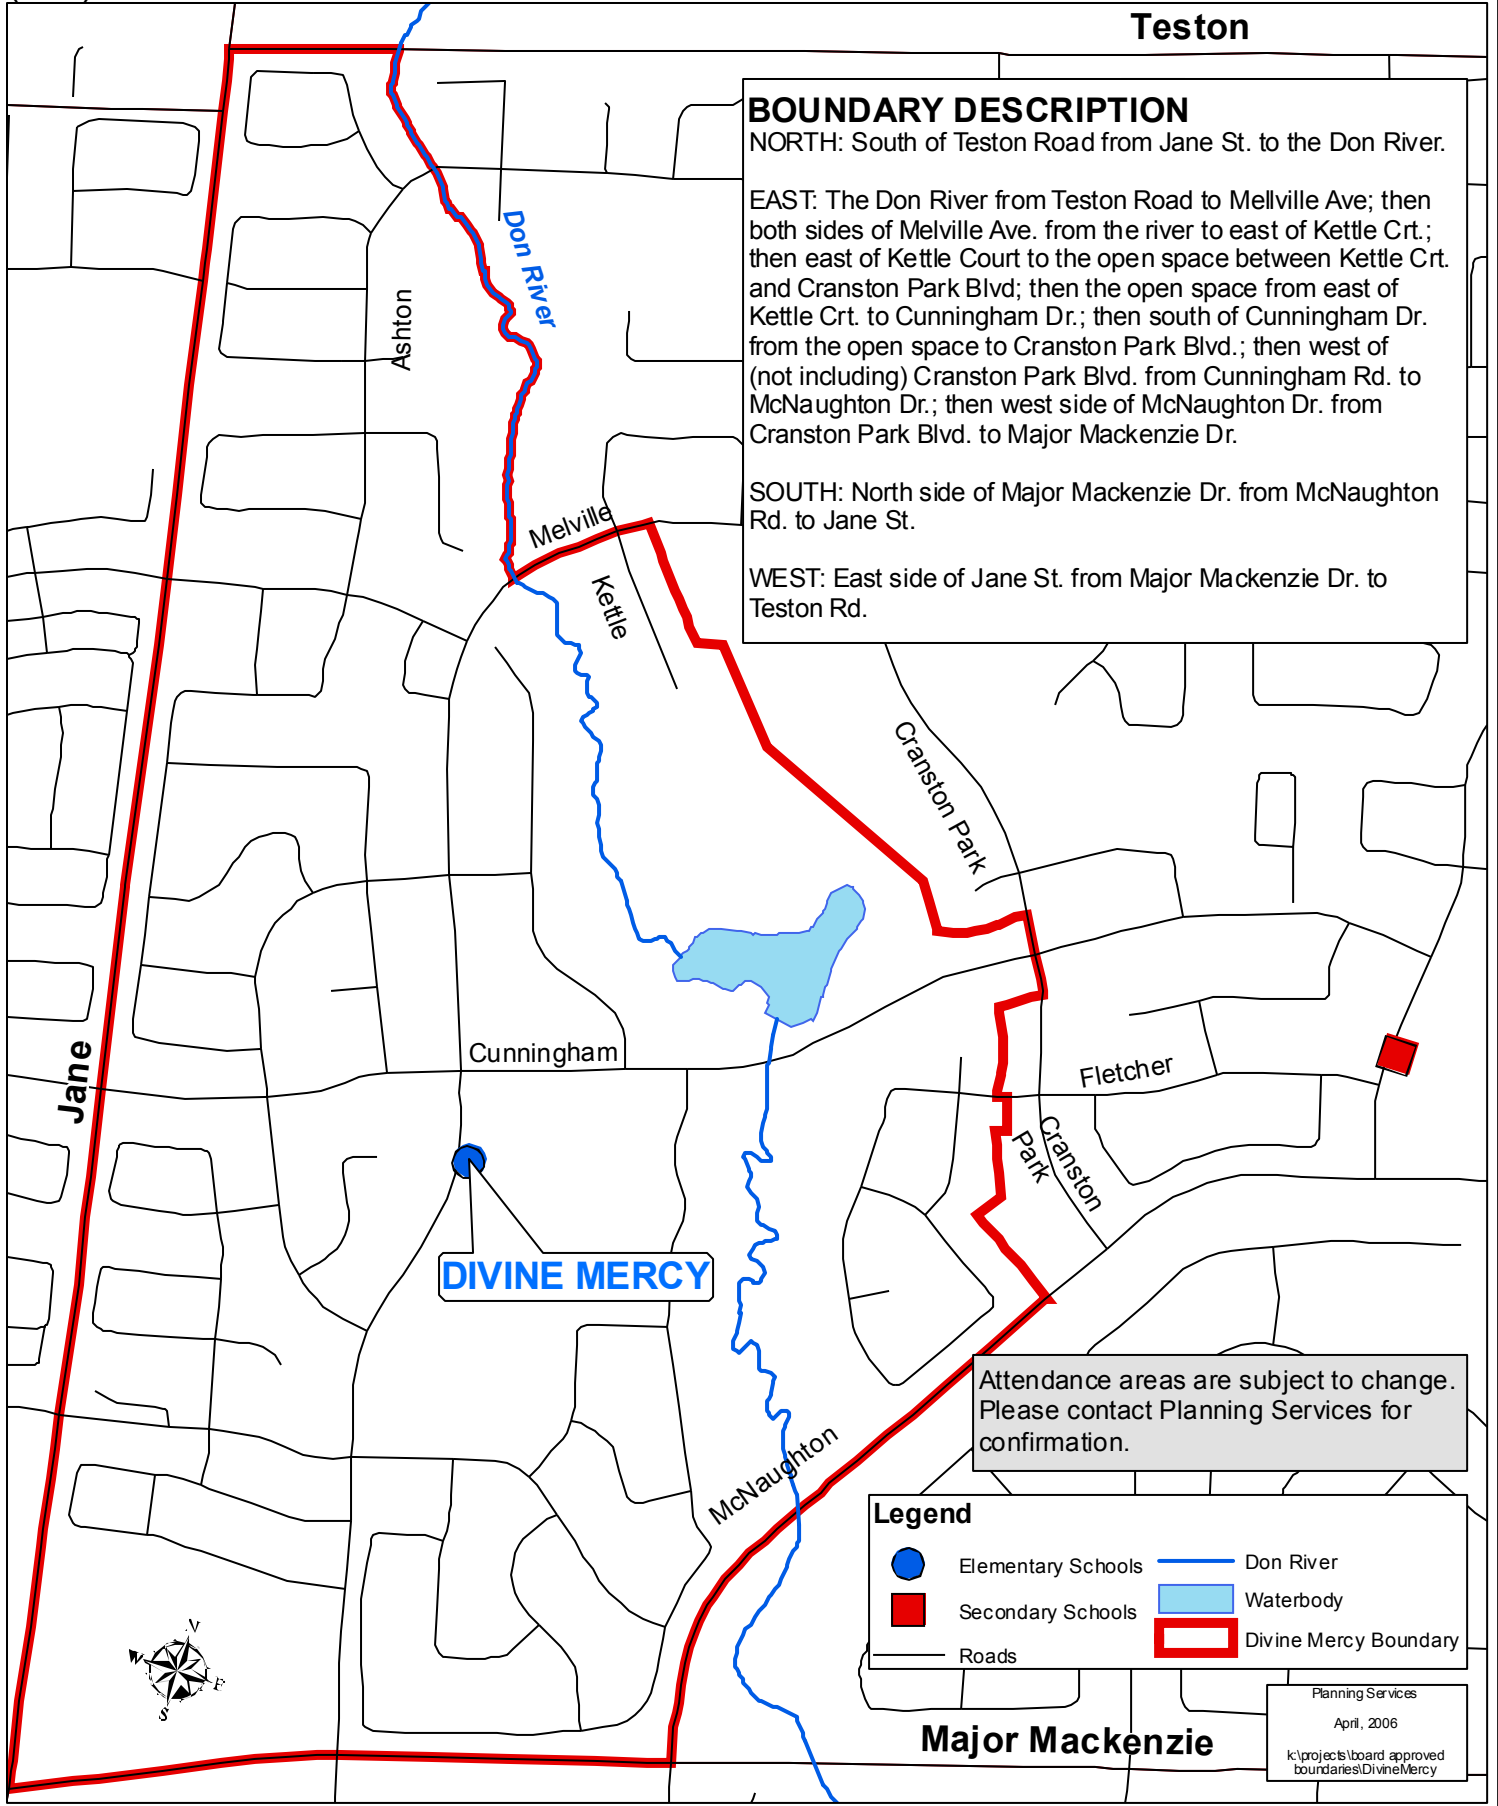 Teston
BOUNDARY DESCRIPTION
NORTH: South of Teston Road from Jane St. to the Don River.
EAST: The Don River from Teston Road to Mellville Ave; then
both sides of Melville Ave. from the river to east of Kettle Crt.;
then east of Kettle Court to the open space between Kettle Crt.
and Cranston Park Blvd; then the open space from east of
Kettle Crt. to Cunningham Dr.; then south of Cunningham Dr.
from the open space to Cranston Park Blvd.; then west of
(not including) Cranston Park Blvd. from Cunningham Rd. to
McNaughton Dr.; then west side of McNaughton Dr. from
Cranston Park Blvd. to Major Mackenzie Dr.
SOUTH: North side of Major Mackenzie Dr. from McNaughton
Rd. to Jane St.
WEST: East side of Jane St. from Major Mackenzie Dr. to
Teston Rd.
Don River
Ashton
Melville
Kettle
Cranston Park
Cunningham
Jane
Fletcher
Cranston
Park
DIVINE MERCY
McNaughton
Attendance areas are subject to change.
Please contact Planning Services for
confirmation.
Legend
Elementary Schools
Don River
Secondary Schools
Waterbody
Roads
Divine Mercy Boundary
N
W
E
S
Major Mackenzie
Planning Services
April, 2006
k:\projects\board approved
boundaries\DivineMercy